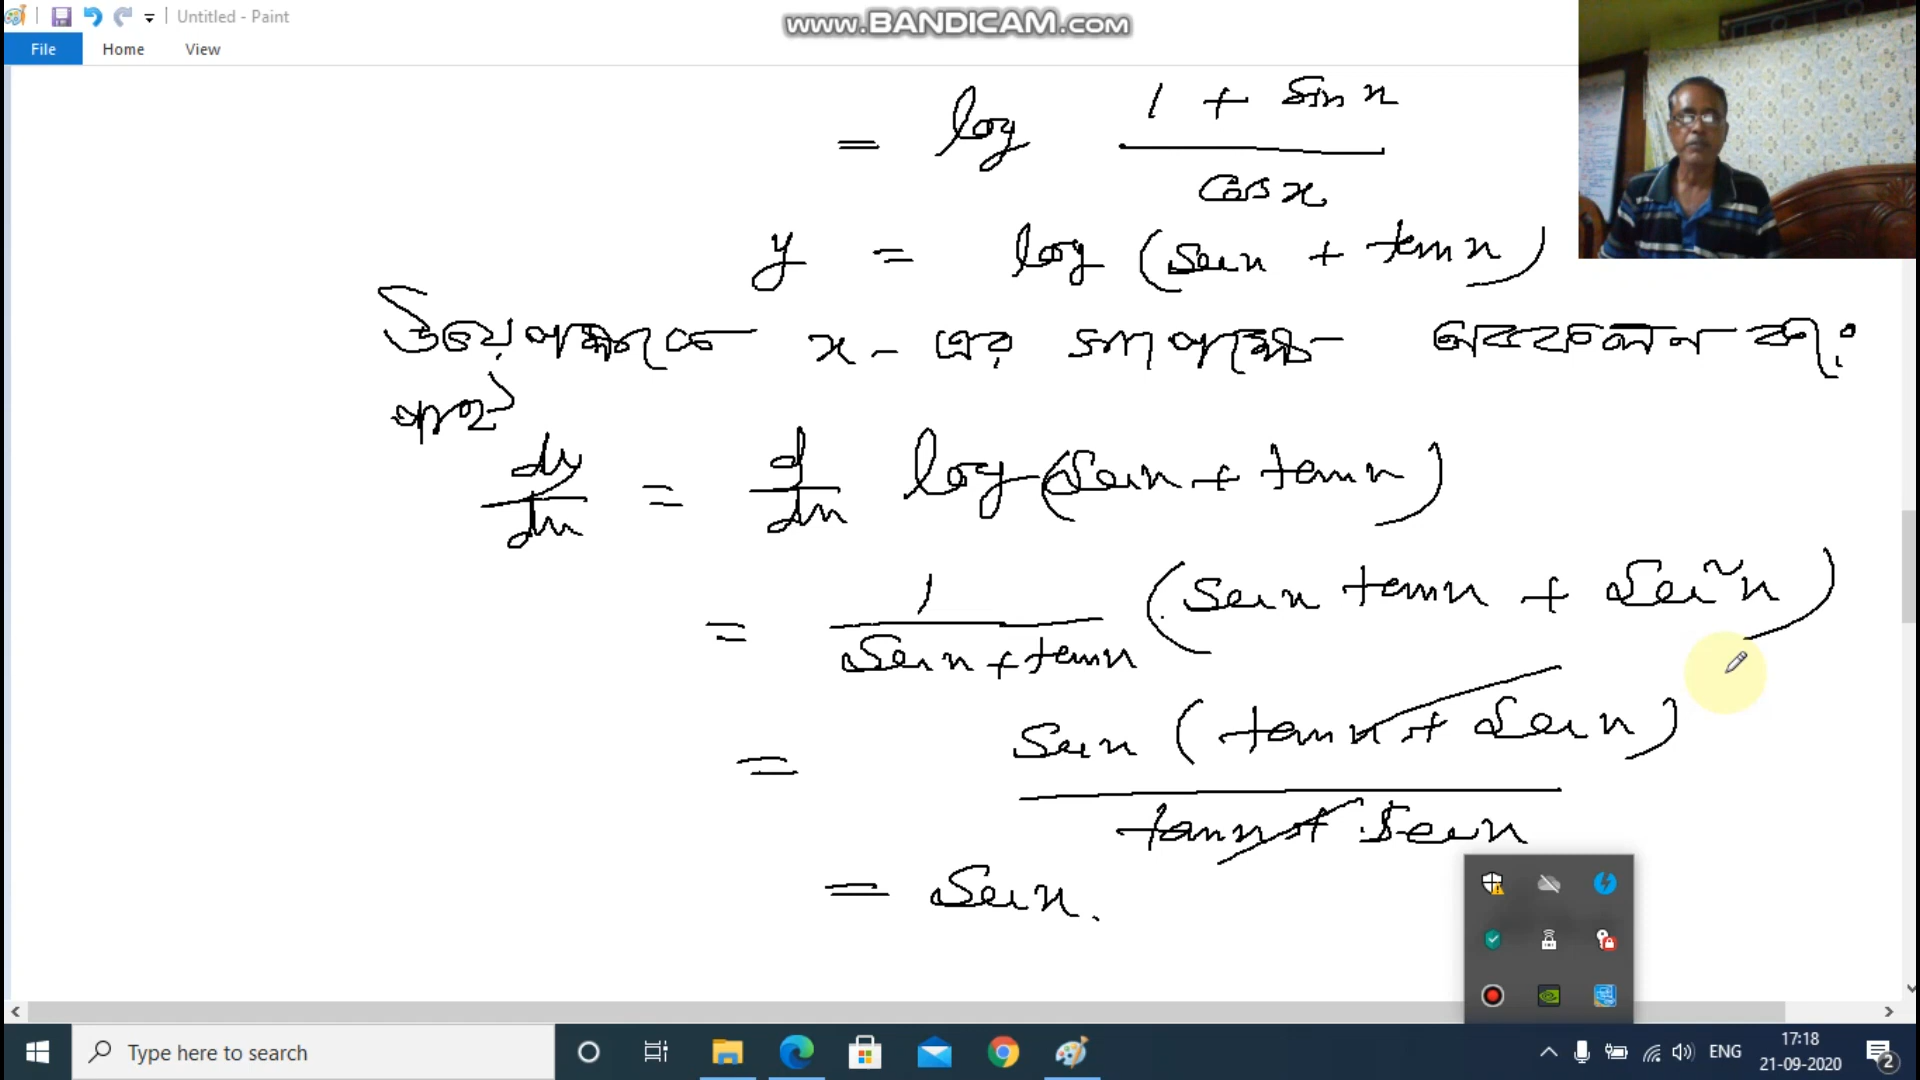 Untitled - Paint
www.BANDICAM.com
File Home View
= log (1 + sin x) / (cos x)
y = log (sec x + tan x)
উভয়পক্ষকে x - এর সাপেক্ষে অবকলন করে
পাই
dy/dx = d/dx log (sec x + tan x)
= 1 / (sec x + tan x) (sec x tan x + sec²x)
= sec x (tan x + sec x) / (tan x + sec x)
= sec x.
Type here to search
ENG
17:18
21-09-2020
2